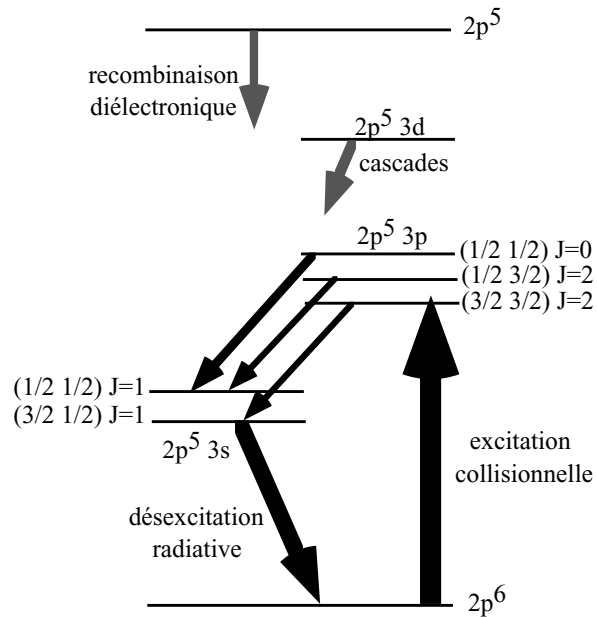 2p⁵
recombinaison
diélectronique
2p⁵ 3d
cascades
2p⁵ 3p
(1/2 1/2) J=0
(1/2 3/2) J=2
(3/2 3/2) J=2
(1/2 1/2) J=1
(3/2 1/2) J=1
2p⁵ 3s
excitation
collisionnelle
désexcitation
radiative
2p⁶